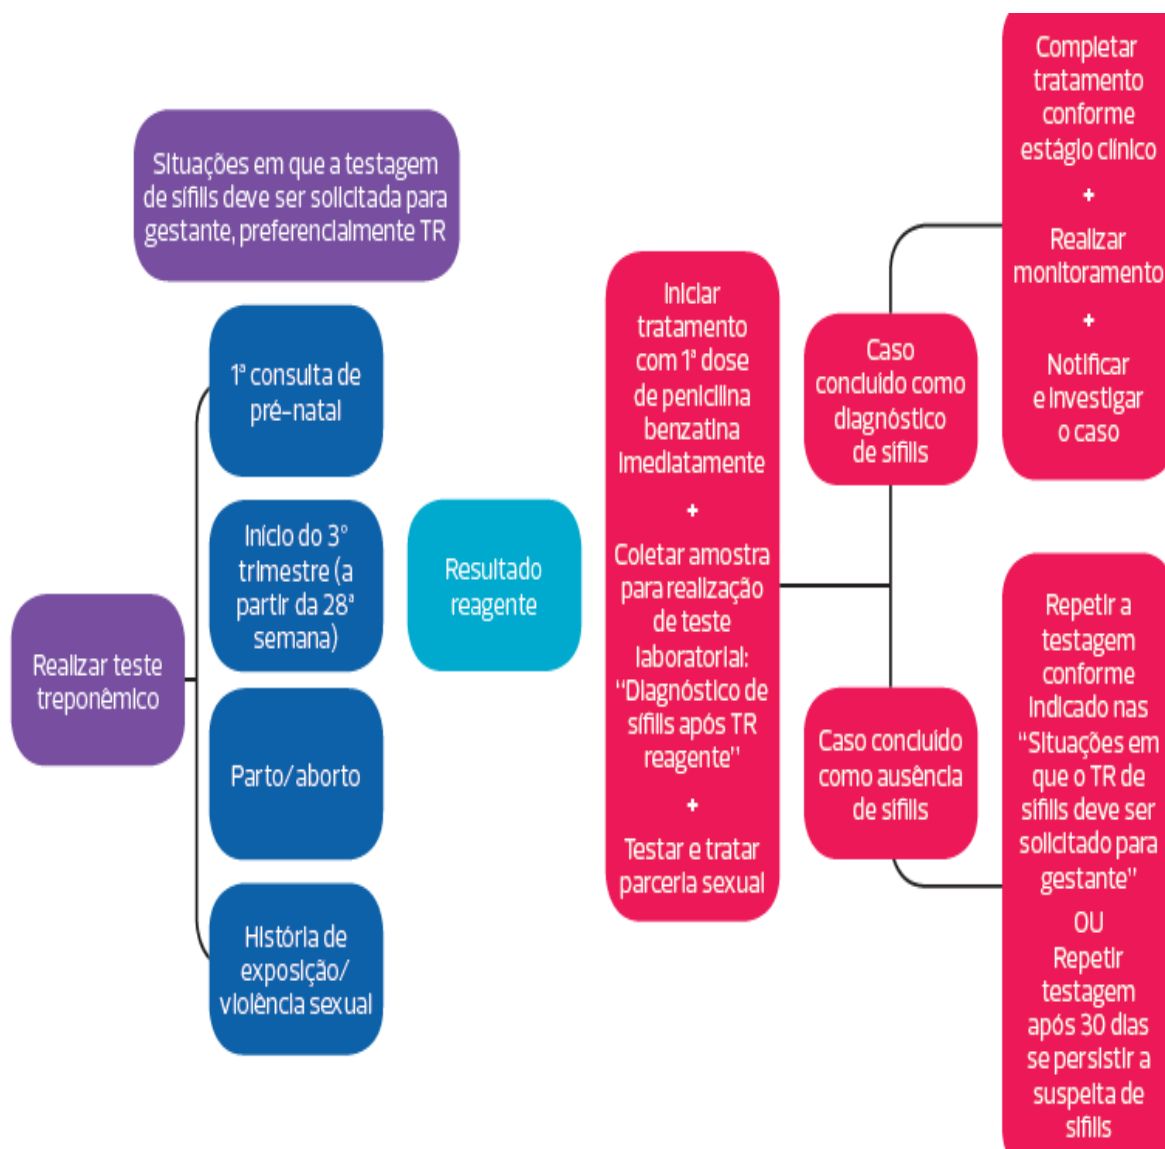 Situações em que a testagem
de sífilis deve ser solicitada para
gestante, preferencialmente TR
Realizar teste
treponêmico
1ª consulta de
pré-natal
Início do 3°
trimestre (a
partir da 28ª
semana)
Parto/aborto
História de
exposição/
violência sexual
Resultado
reagente
Iniciar
tratamento
com 1ª dose
de penicilina
benzatina
imediatamente
+
Coletar amostra
para realização
de teste
laboratorial:
“Diagnóstico de
sífilis após TR
reagente”
+
Testar e tratar
parceria sexual
Caso
concluído como
diagnóstico
de sífilis
Completar
tratamento
conforme
estágio clínico
+
Realizar
monitoramento
+
Notificar
e investigar
o caso
Caso concluído
como ausência
de sífilis
Repetir a
testagem
conforme
indicado nas
“Situações em
que o TR de
sífilis deve ser
solicitado para
gestante”
OU
Repetir
testagem
após 30 dias
se persistir a
suspeita de
sífilis